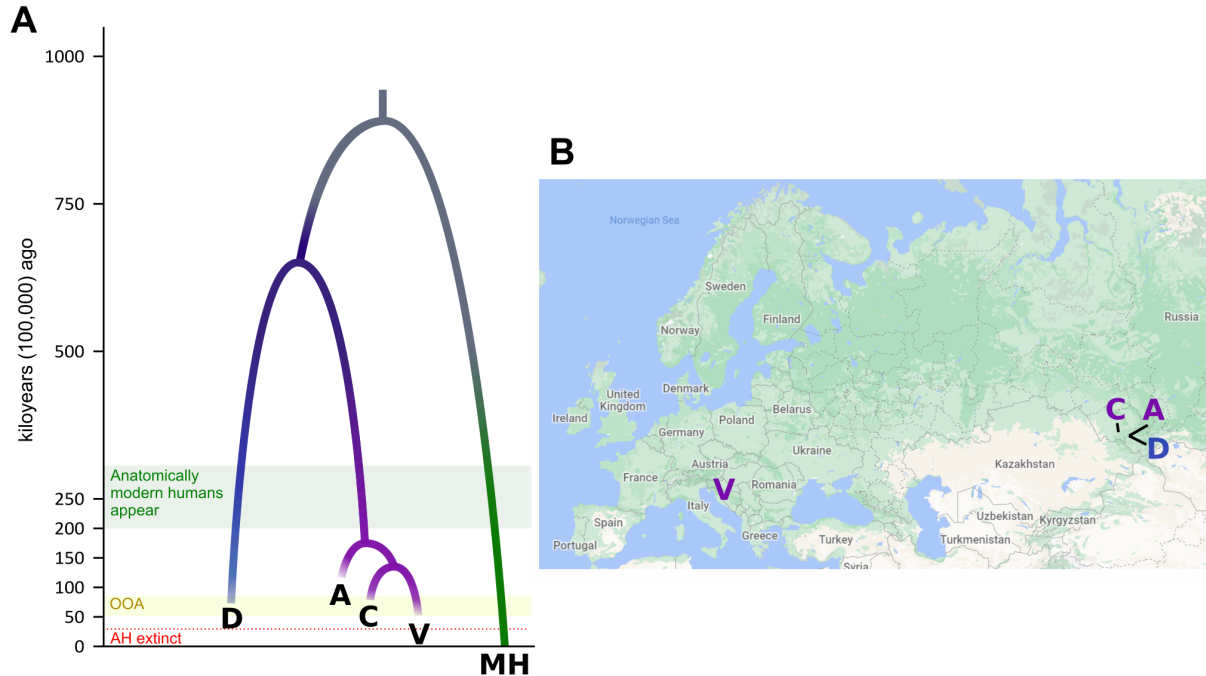 A
kiloyears (100,000) ago
1000
750
500
250
200
150
100
50
0
Anatomically
modern humans
appear
OOA
AH extinct
D
A
C
V
MH
B
Norwegian Sea
Sweden
Finland
Norway
Russia
United
Kingdom
Denmark
Ireland
Belarus
Poland
Germany
C
A
D
Ukraine
Austria
Kazakhstan
France
V
Romania
Italy
Spain
Uzbekistan
Kyrgyzstan
Portugal
Greece
Turkey
Turkmenistan
Syria